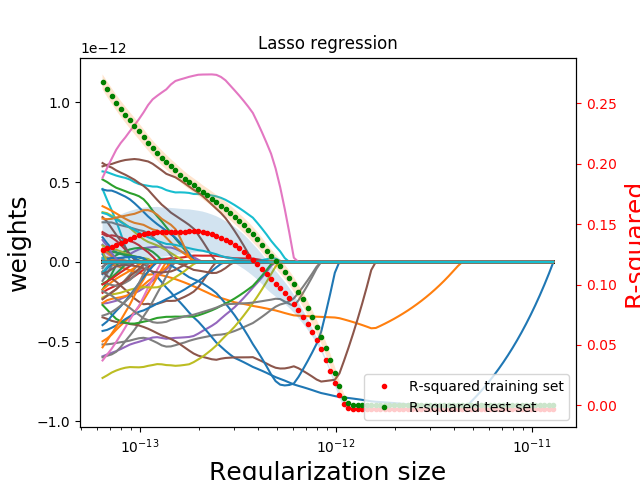 Lasso regression
1e−12
1.0
0.5
0.0
−0.5
−1.0
weights
0.25
0.20
0.15
0.10
0.05
0.00
R-squared
R-squared training set
R-squared test set
10⁻¹³
10⁻¹²
10⁻¹¹
Regularization size